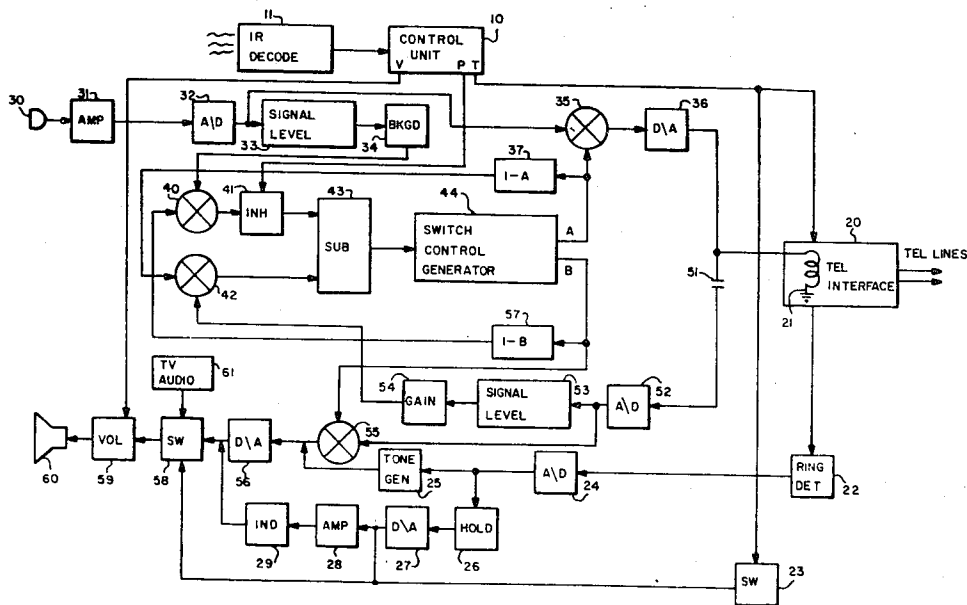 11
IR
DECODE
10
CONTROL
UNIT
V P T
30
31
AMP
32
A\D
SIGNAL
LEVEL
33
BKGD
34
35
36
D\A
37
1-A
40
41
INH
43
SUB
44
SWITCH
CONTROL
GENERATOR
A
B
42
20
TEL
INTERFACE
21
TEL LINES
51
57
1-B
TV
AUDIO
61
54
GAIN
53
SIGNAL
LEVEL
52
A\D
60
VOL
59
SW
58
D\A
56
55
TONE
GEN
25
A\D
24
RING
DET
22
IND
29
AMP
28
D\A
27
HOLD
26
SW
23